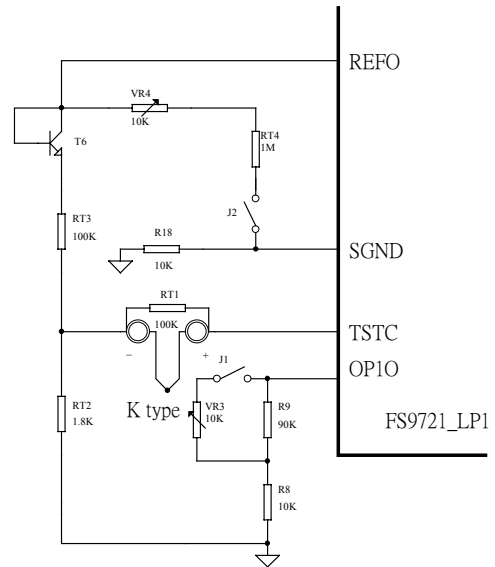 REFO
VR4
10K
T6
RT4
1M
J2
RT3
100K
R18
10K
SGND
RT1
100K
TSTC
− +
J1
OP1O
K type
VR3
10K
R9
90K
RT2
1.8K
FS9721_LP1
R8
10K